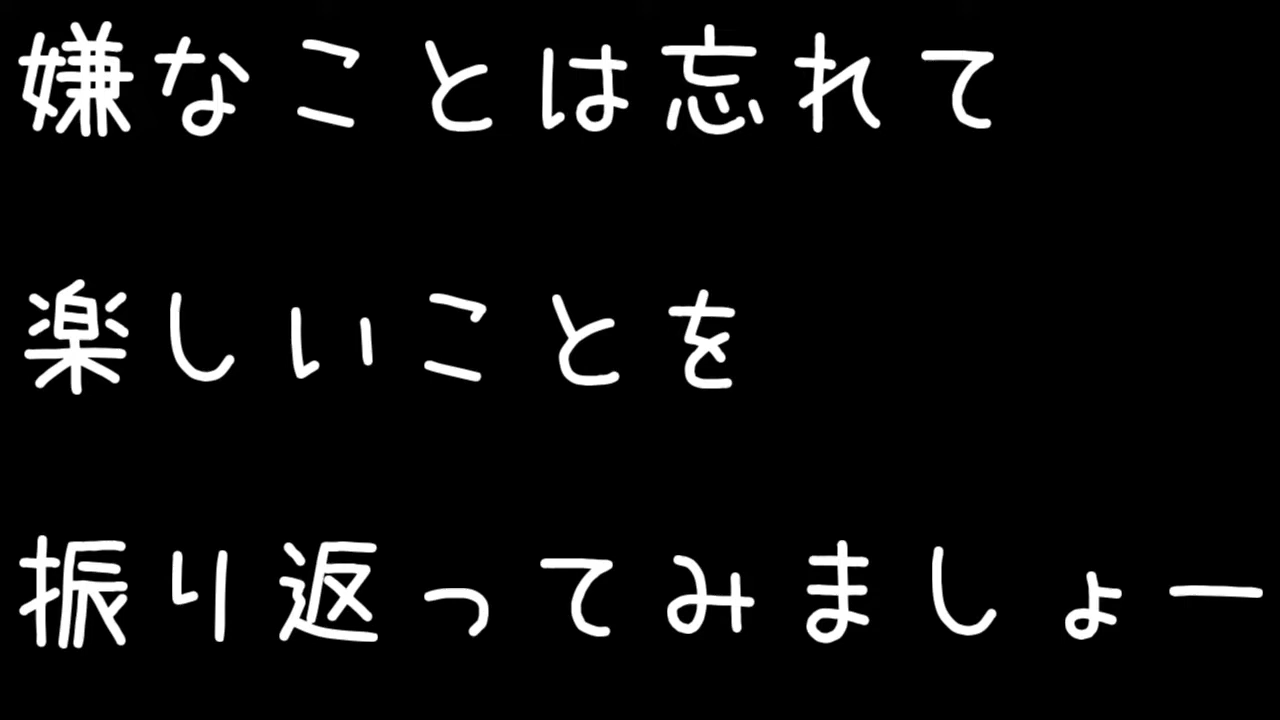 嫌なことは忘れて
楽しいことを
振り返ってみましょー